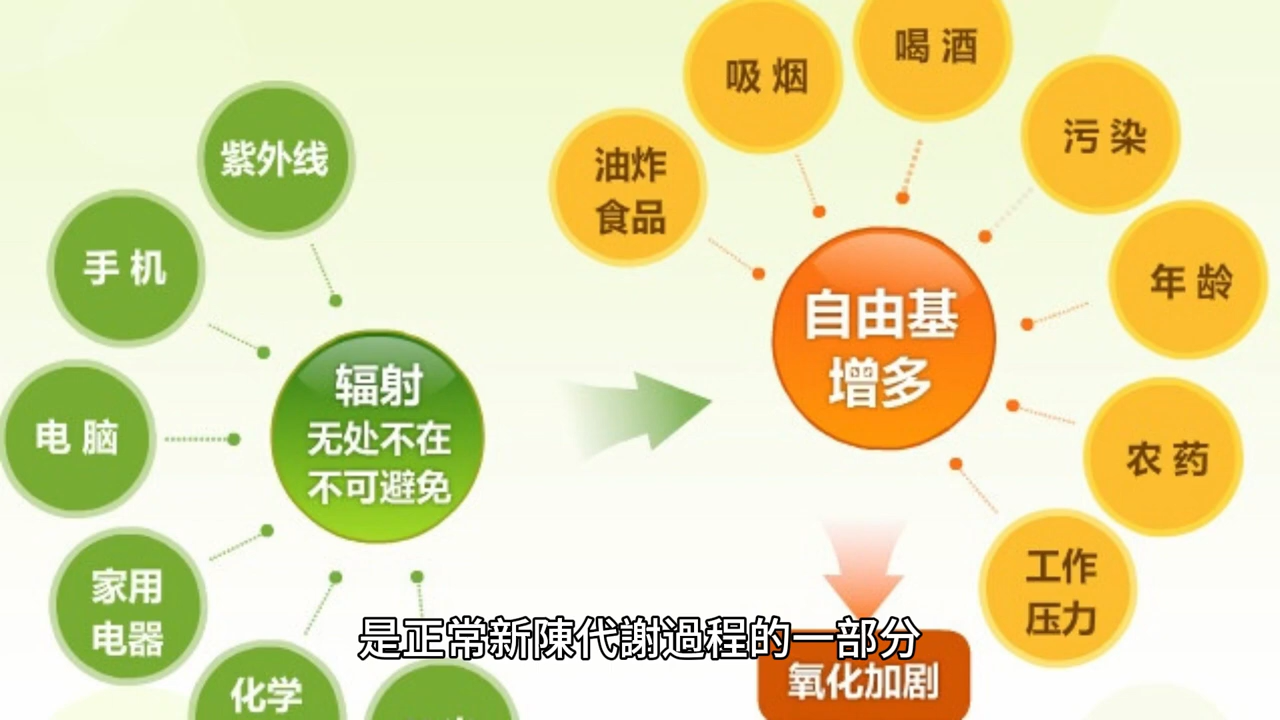 喝 酒
吸 烟
污 染
紫外线
油炸
食品
手 机
年 龄
自由基
增多
辐射
无处不在
不可避免
电 脑
农 药
家用
电器
工作
压力
是正常新陳代謝過程的一部分
化学
氧化加剧